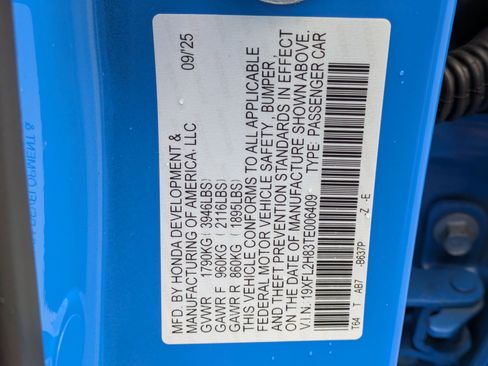 MFD. BY HONDA DEVELOPMENT &
MANUFACTURING OF AMERICA, LLC 09/'25
GVWR 1790KG( 3946LBS)
GAWR F 960KG( 2116LBS)
GAWR R 860KG( 1895LBS)
THIS VEHICLE CONFORMS TO ALL APPLICABLE
FEDERAL MOTOR VEHICLE SAFETY, BUMPER,
AND THEFT PREVENTION STANDARDS IN EFFECT
ON THE DATE OF MANUFACTURE SHOWN ABOVE.
V.I.N. : 19XFL2H83TE006409 TYPE: PASSENGER CAR
T64 T AB7 -B637P -Z -E